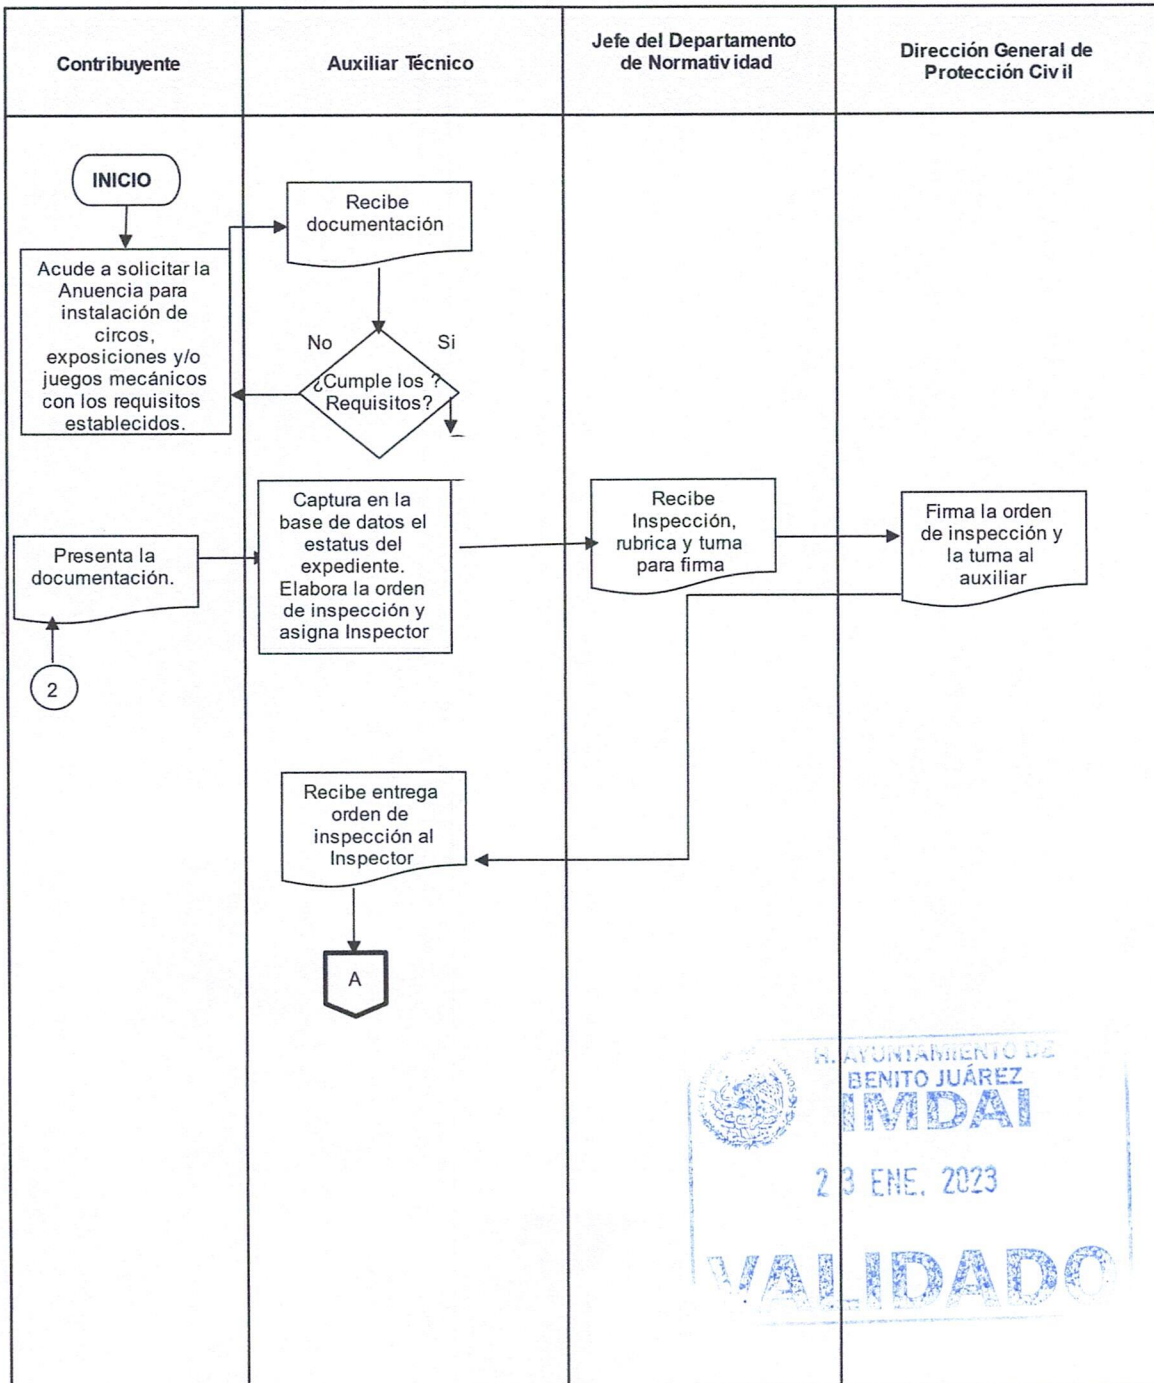 Contribuyente
Auxiliar Técnico
Jefe del Departamento
de Normatividad
Dirección General de
Protección Civil
INICIO
Acude a solicitar la
Anuencia para
instalación de
circos,
exposiciones y/o
juegos mecánicos
con los requisitos
establecidos.
Recibe
documentación
No
Si
¿Cumple los ?
Requisitos?
Presenta la
documentación.
2
Captura en la
base de datos el
estatus del
expediente.
Elabora la orden
de inspección y
asigna Inspector
Recibe
Inspección,
rubrica y turna
para firma
Firma la orden
de inspección y
la turna al
auxiliar
Recibe entrega
orden de
inspección al
Inspector
A
H. AYUNTAMIENTO DE
BENITO JUÁREZ
IMDAI
23 ENE. 2023
VALIDADO